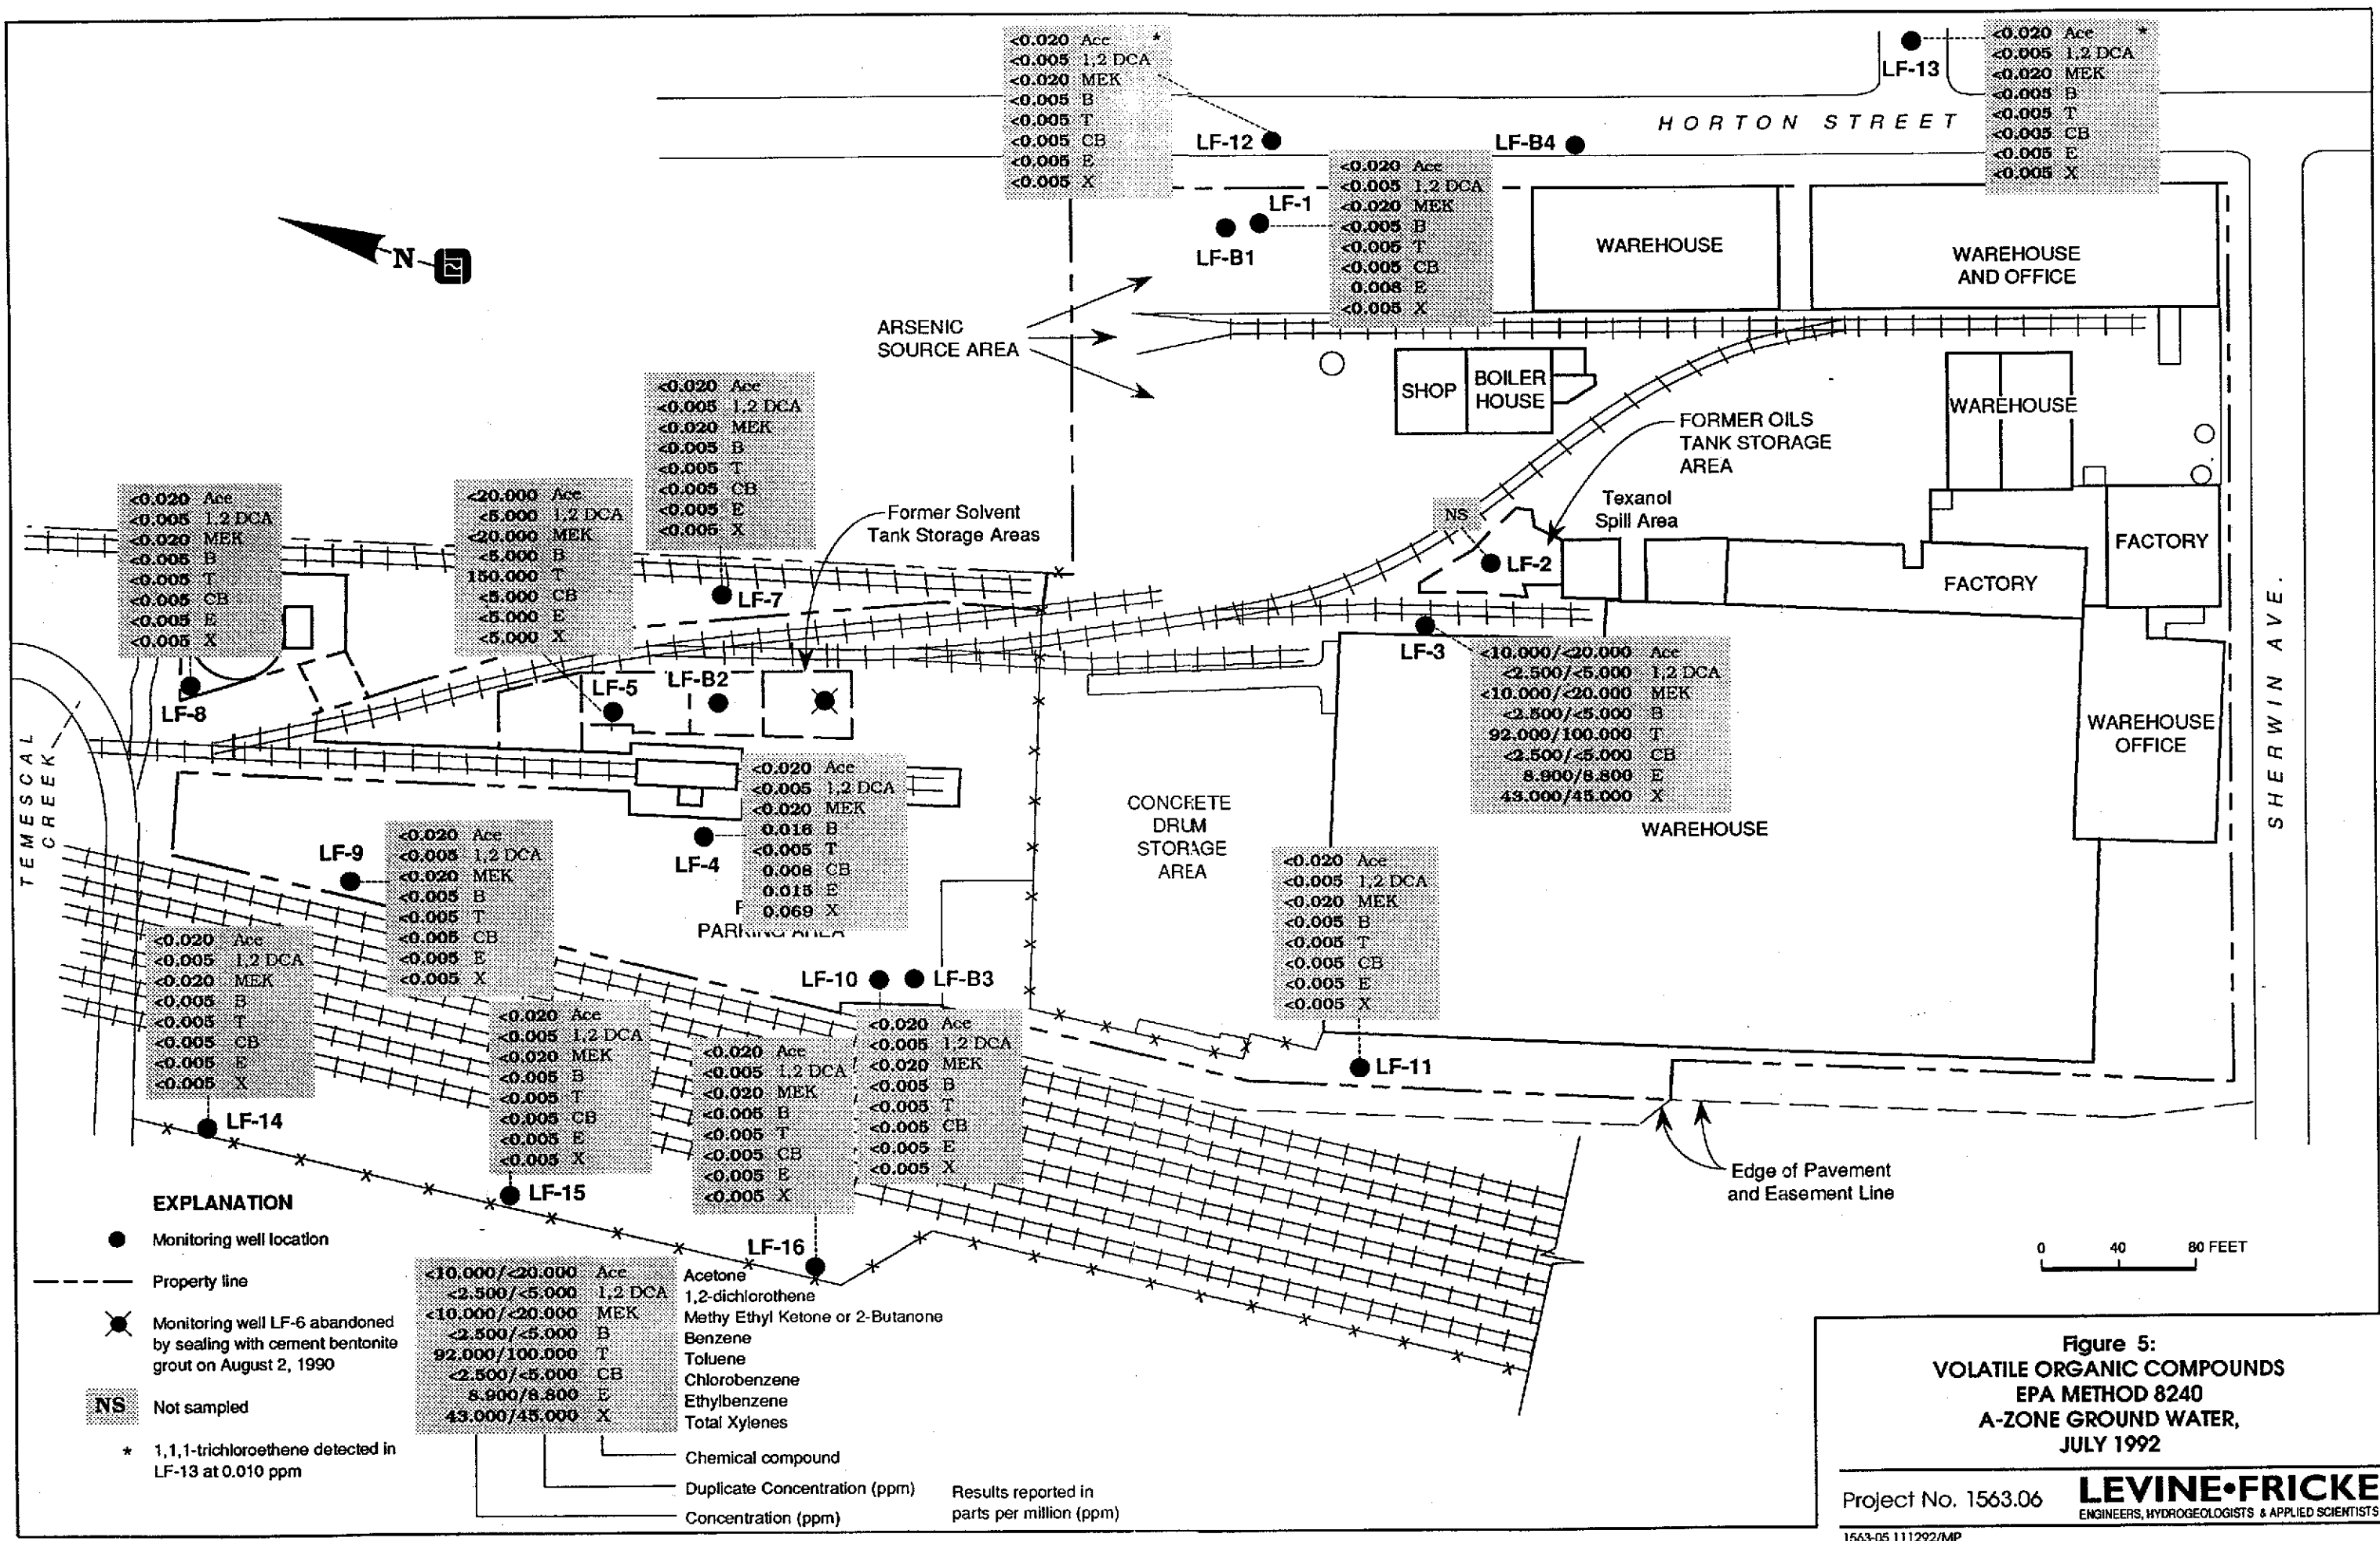 <0.020 Ace *
<0.005 1,2 DCA
<0.020 MEK
<0.005 B
<0.005 T
<0.005 CB
<0.005 E
<0.005 X
LF-12
LF-B4
HORTON STREET
LF-13
<0.020 Ace *
<0.005 1,2 DCA
<0.020 MEK
<0.005 B
<0.005 T
<0.005 CB
<0.005 E
<0.005 X
N
LF-1
LF-B1
<0.020 Ace
<0.005 1,2 DCA
<0.020 MEK
<0.005 B
<0.005 T
<0.005 CB
0.008 E
<0.005 X
WAREHOUSE
WAREHOUSE
AND OFFICE
ARSENIC
SOURCE AREA
SHOP
BOILER
HOUSE
WAREHOUSE
FORMER OILS
TANK STORAGE
AREA
Texanol
Spill Area
NS
LF-2
FACTORY
FACTORY
SHERWIN AVE.
<0.020 Ace
<0.005 1,2 DCA
<0.020 MEK
<0.005 B
<0.005 T
<0.005 CB
<0.005 E
<0.005 X
LF-7
Former Solvent
Tank Storage Areas
<0.020 Ace
<0.005 1,2 DCA
<0.020 MEK
<0.005 B
<0.005 T
<0.005 CB
<0.005 E
<0.005 X
LF-8
<20.000 Ace
<5.000 1,2 DCA
<20.000 MEK
<5.000 B
150.000 T
<5.000 CB
<5.000 E
<5.000 X
LF-5
LF-B2
LF-3
<10.000/<20.000 Ace
<2.500/<5.000 1,2 DCA
<10.000/<20.000 MEK
<2.500/<5.000 B
92.000/100.000 T
<2.500/<5.000 CB
8.900/8.800 E
43.000/45.000 X
WAREHOUSE
WAREHOUSE
OFFICE
TEMESCAL
CREEK
<0.020 Ace
<0.005 1,2 DCA
<0.020 MEK
0.016 B
<0.005 T
0.008 CB
0.015 E
0.069 X
LF-4
PARKING AREA
CONCRETE
DRUM
STORAGE
AREA
LF-9
<0.020 Ace
<0.005 1,2 DCA
<0.020 MEK
<0.005 B
<0.005 T
<0.005 CB
<0.005 E
<0.005 X
<0.020 Ace
<0.005 1,2 DCA
<0.020 MEK
<0.005 B
<0.005 T
<0.005 CB
<0.005 E
<0.005 X
LF-11
<0.020 Ace
<0.005 1,2 DCA
<0.020 MEK
<0.005 B
<0.005 T
<0.005 CB
<0.005 E
<0.005 X
LF-14
LF-10
LF-B3
<0.020 Ace
<0.005 1,2 DCA
<0.020 MEK
<0.005 B
<0.005 T
<0.005 CB
<0.005 E
<0.005 X
LF-15
<0.020 Ace
<0.005 1,2 DCA
<0.020 MEK
<0.005 B
<0.005 T
<0.005 CB
<0.005 E
<0.005 X
LF-16
<0.020 Ace
<0.005 1,2 DCA
<0.020 MEK
<0.005 B
<0.005 T
<0.005 CB
<0.005 E
<0.005 X
Edge of Pavement
and Easement Line
0 40 80 FEET
EXPLANATION
Monitoring well location
Property line
Monitoring well LF-6 abandoned
by sealing with cement bentonite
grout on August 2, 1990
NS Not sampled
* 1,1,1-trichloroethene detected in
LF-13 at 0.010 ppm
<10.000/<20.000 Ace Acetone
<2.500/<5.000 1,2 DCA 1,2-dichlorothene
<10.000/<20.000 MEK Methy Ethyl Ketone or 2-Butanone
<2.500/<5.000 B Benzene
92.000/100.000 T Toluene
<2.500/<5.000 CB Chlorobenzene
8.900/8.800 E Ethylbenzene
43.000/45.000 X Total Xylenes
Chemical compound
Duplicate Concentration (ppm)
Concentration (ppm)
Results reported in
parts per million (ppm)
Figure 5:
VOLATILE ORGANIC COMPOUNDS
EPA METHOD 8240
A-ZONE GROUND WATER,
JULY 1992
Project No. 1563.06
LEVINE•FRICKE
ENGINEERS, HYDROGEOLOGISTS & APPLIED SCIENTISTS
1563-05 111292/MP